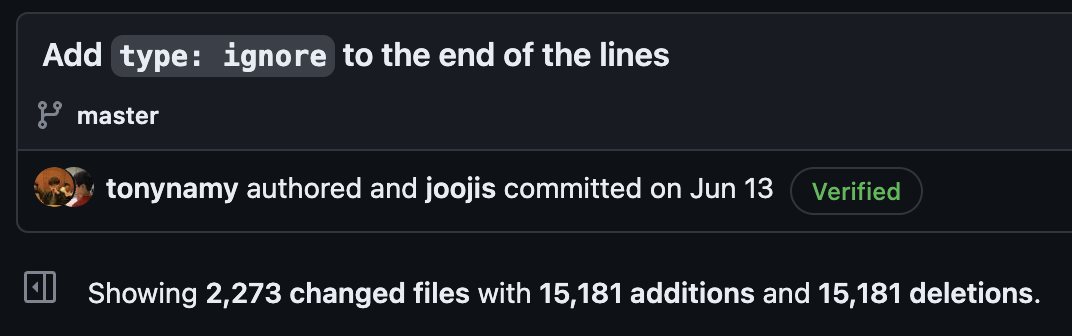 Add type: ignore to the end of the lines
master
tonynamy authored and joojis committed on Jun 13 Verified
Showing 2,273 changed files with 15,181 additions and 15,181 deletions.